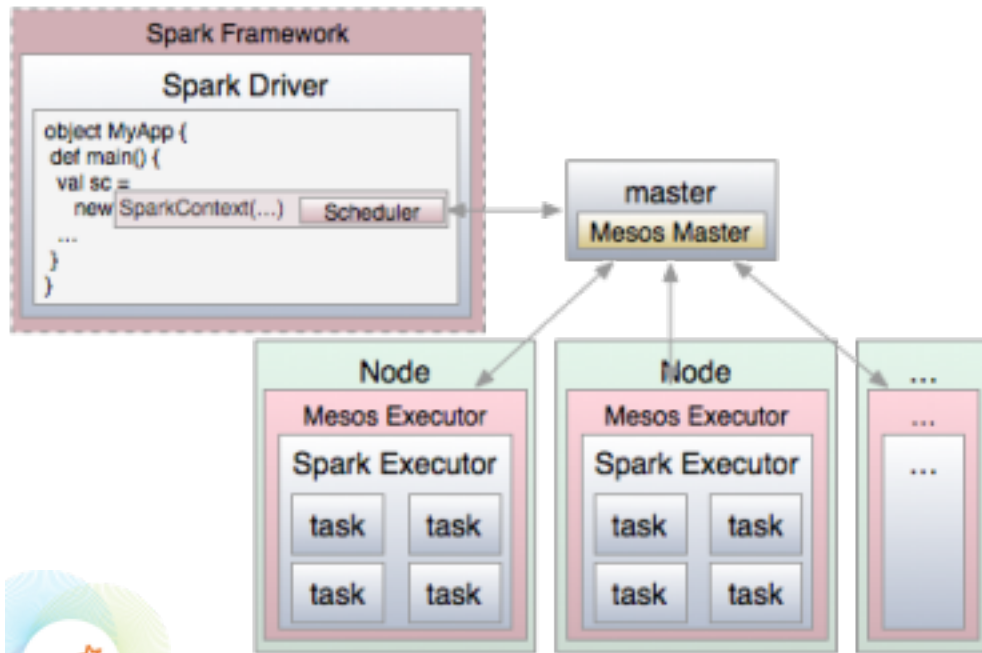 Spark Framework
Spark Driver
object MyApp {
def main() {
val sc =
new SparkContext(...) Scheduler
...
}
}
master
Mesos Master
Node
Mesos Executor
Spark Executor
task task
task task
Node
Mesos Executor
Spark Executor
task task
task task
...
...
...